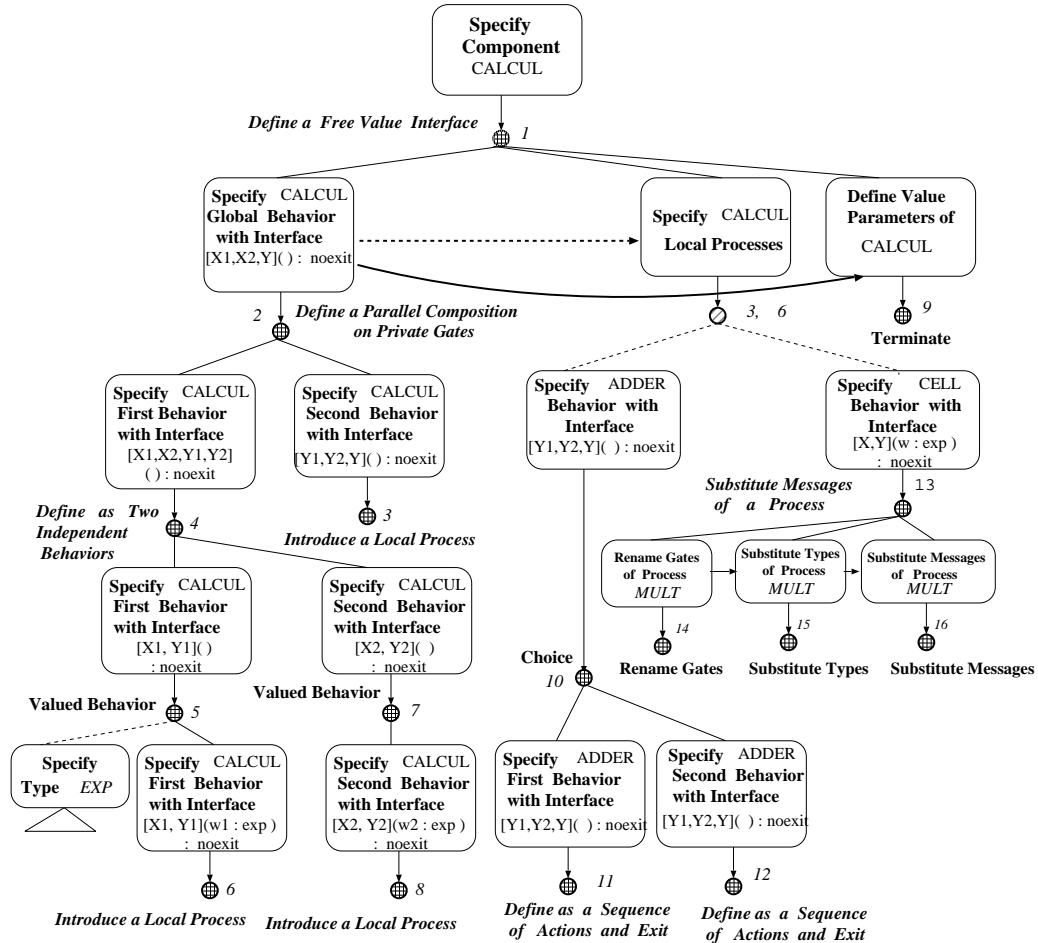 Specify
Component
CALCUL
Define a Free Value Interface
1
Specify CALCUL
Global Behavior
with Interface
[X1,X2,Y]( ) : noexit
Specify CALCUL
Local Processes
Define Value
Parameters of
CALCUL
2
Define a Parallel Composition
on Private Gates
3, 6
9
Terminate
Specify CALCUL
First Behavior
with Interface
[X1,X2,Y1,Y2]
( ) : noexit
Specify CALCUL
Second Behavior
with Interface
[Y1,Y2,Y]( ) : noexit
Specify ADDER
Behavior with
Interface
[Y1,Y2,Y]( ) : noexit
Specify CELL
Behavior with
Interface
[X,Y](w : exp )
: noexit
Define as Two
Independent
Behaviors
4
3
Introduce a Local Process
Substitute Messages
of a Process
13
Specify CALCUL
First Behavior
with Interface
[X1, Y1]( )
: noexit
Specify CALCUL
Second Behavior
with Interface
[X2, Y2]( )
: noexit
Rename Gates
of Process
MULT
Substitute Types
of Process
MULT
Substitute Messages
of Process
MULT
14
Rename Gates
15
Substitute Types
16
Substitute Messages
Valued Behavior
5
Valued Behavior
7
Choice
10
Specify
Type EXP
Specify CALCUL
First Behavior
with Interface
[X1, Y1](w1 : exp )
: noexit
Specify CALCUL
Second Behavior
with Interface
[X2, Y2](w2 : exp )
: noexit
Specify ADDER
First Behavior
with Interface
[Y1,Y2,Y]( ) : noexit
Specify ADDER
Second Behavior
with Interface
[Y1,Y2,Y]( ) : noexit
6
Introduce a Local Process
8
Introduce a Local Process
11
Define as a Sequence
of Actions and Exit
12
Define as a Sequence
of Actions and Exit